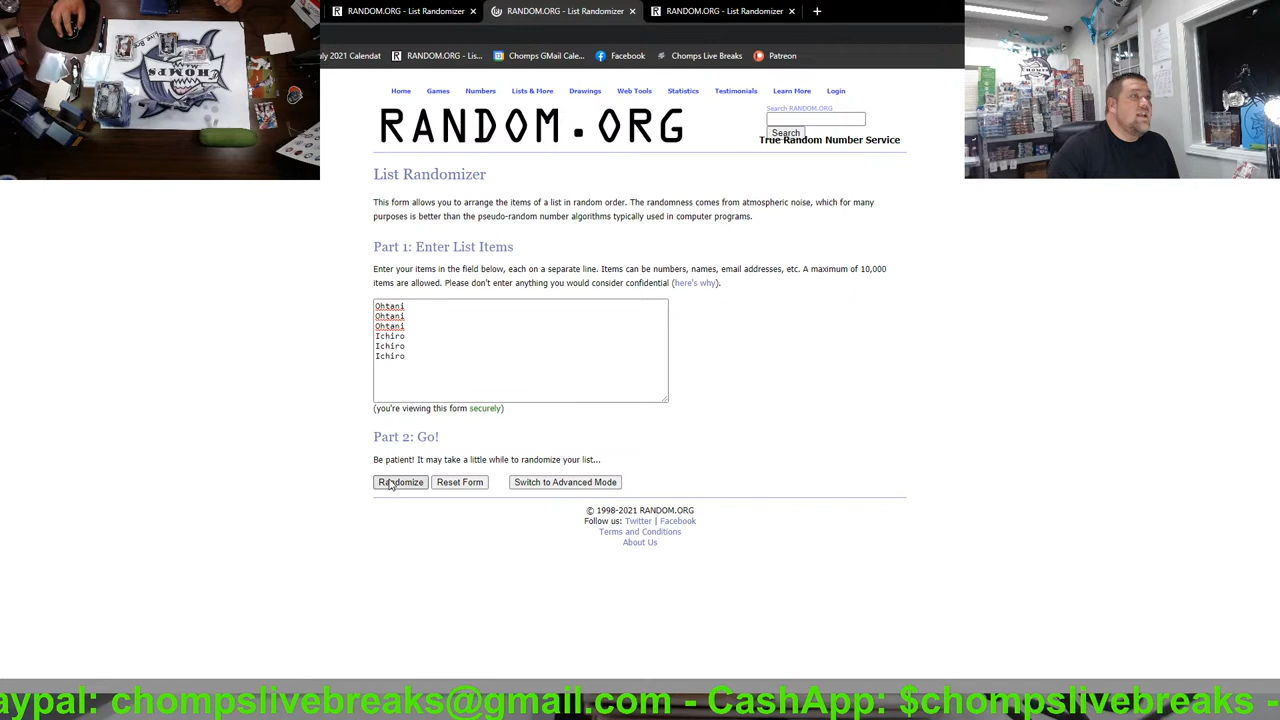 RANDOM.ORG - List Randomizer
RANDOM.ORG - List Randomizer
RANDOM.ORG - List Randomizer
uly 2021 Calendat
RANDOM.ORG - Lis...
Chomps GMail Cale...
Facebook
Chomps Live Breaks
Patreon
Home Games Numbers Lists & More Drawings Web Tools Statistics Testimonials Learn More Login
RANDOM.ORG
Search RANDOM.ORG
Search
True Random Number Service
List Randomizer
This form allows you to arrange the items of a list in random order. The randomness comes from atmospheric noise, which for many
purposes is better than the pseudo-random number algorithms typically used in computer programs.
Part 1: Enter List Items
Enter your items in the field below, each on a separate line. Items can be numbers, names, email addresses, etc. A maximum of 10,000
items are allowed. Please don't enter anything you would consider confidential (here's why).
Ohtani
Ohtani
Ohtani
Ichiro
Ichiro
Ichiro
(you're viewing this form securely)
Part 2: Go!
Be patient! It may take a little while to randomize your list...
Randomize Reset Form Switch to Advanced Mode
© 1998-2021 RANDOM.ORG
Follow us: Twitter | Facebook
Terms and Conditions
About Us
aypal: chompslivebreaks@gmail.com - CashApp: $chompslivebreaks -
CHOMPS